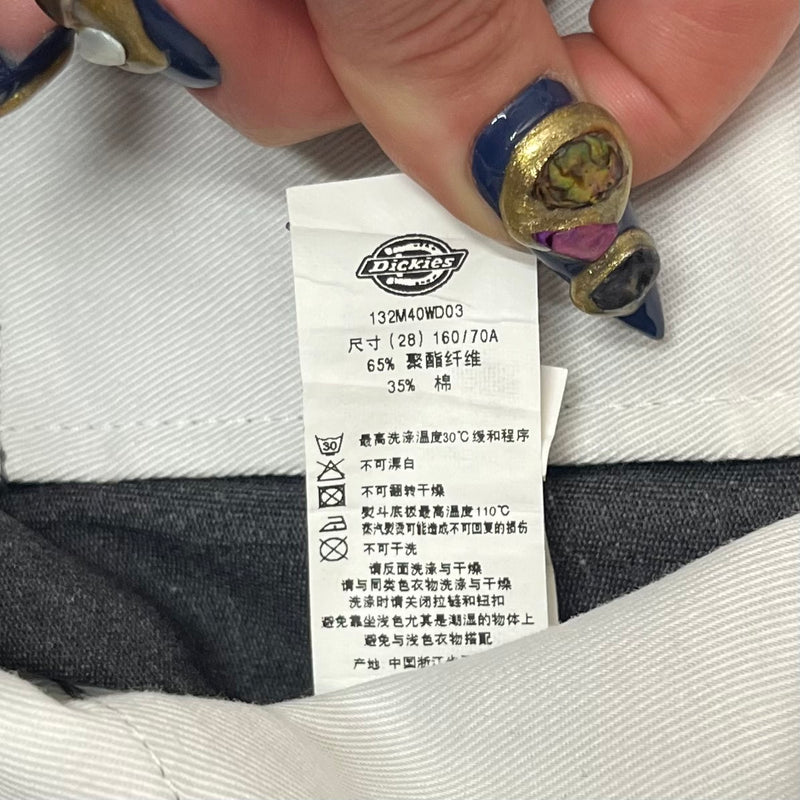 Dickies
132M40WD03
尺寸 (28) 160/70A
65% 聚酯纤维
35% 棉
30 最高洗涤温度30℃ 缓和程序
不可漂白
不可翻转干燥
熨斗底板最高温度110℃
蒸汽熨烫可能造成不可回复的损伤
不可干洗
请反面洗涤与干燥
请与同类色衣物洗涤与干燥
洗涤时请关闭拉链和钮扣
避免靠坐浅色尤其是潮湿的物体上
避免与浅色衣物搭配
产地 中国浙江